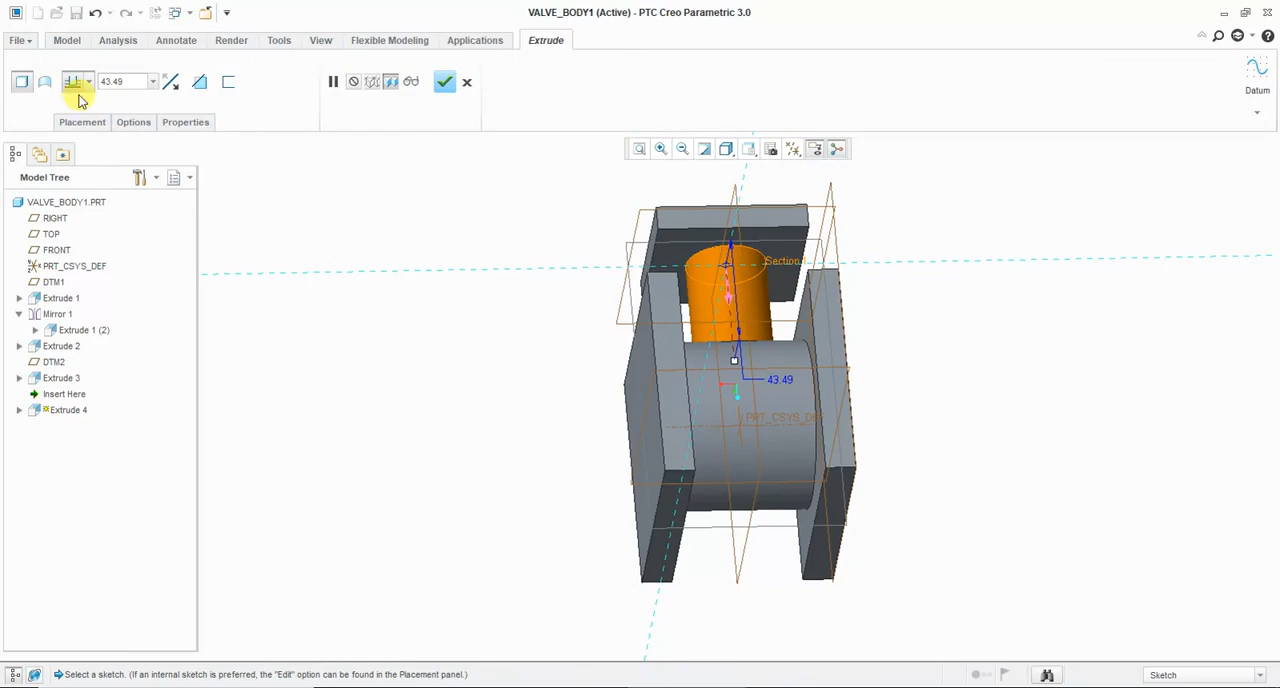 VALVE_BODY1 (Active) - PTC Creo Parametric 3.0
File Model Analysis Annotate Render Tools View Flexible Modeling Applications Extrude
43.49
Datum
Placement Options Properties
Model Tree
VALVE_BODY1.PRT
RIGHT
TOP
FRONT
PRT_CSYS_DEF
DTM1
Extrude 1
Mirror 1
Extrude 1 (2)
Extrude 2
DTM2
Extrude 3
Insert Here
Extrude 4
Section 1
43.49
PRT_CSYS_DEF
Select a sketch. (If an internal sketch is preferred, the "Edit" option can be found in the Placement panel.)
Sketch